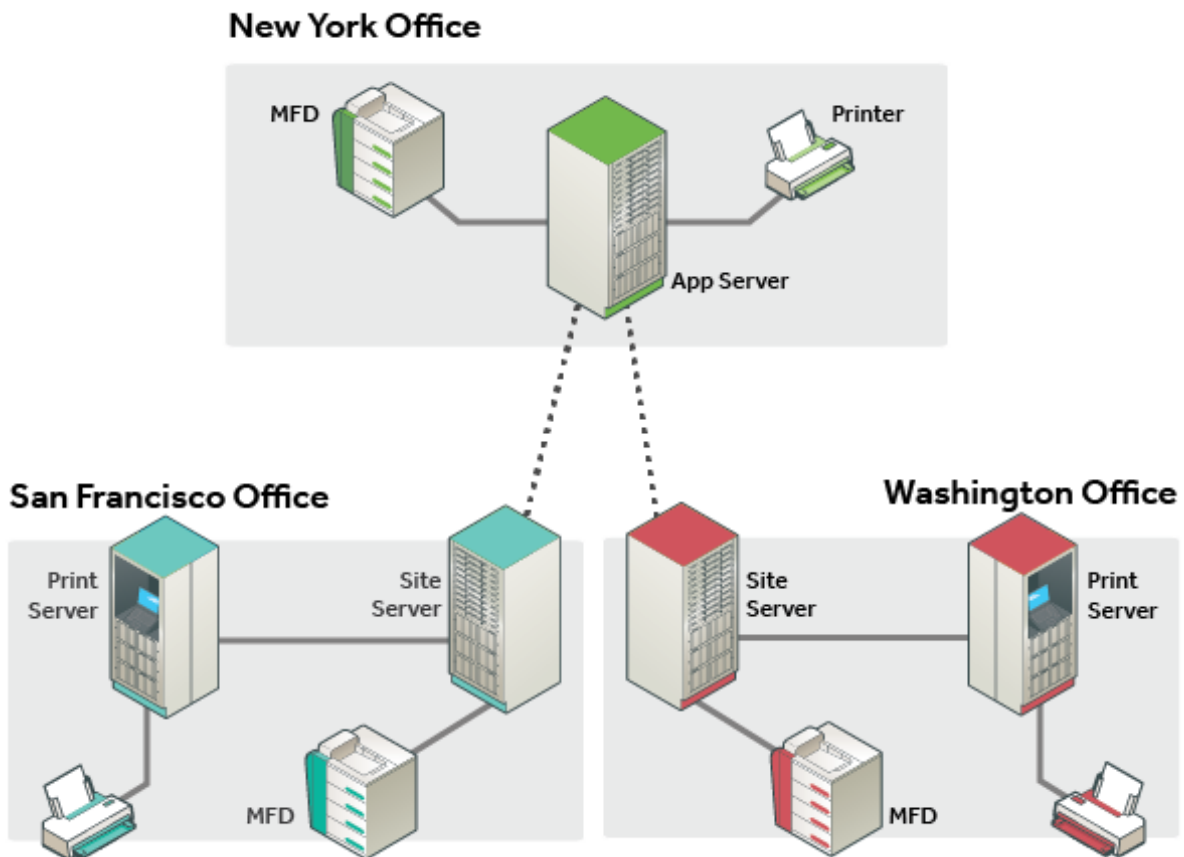 New York Office
MFD
Printer
App Server
San Francisco Office
Print
Server
Site
Server
MFD
Washington Office
Site
Server
Print
Server
MFD